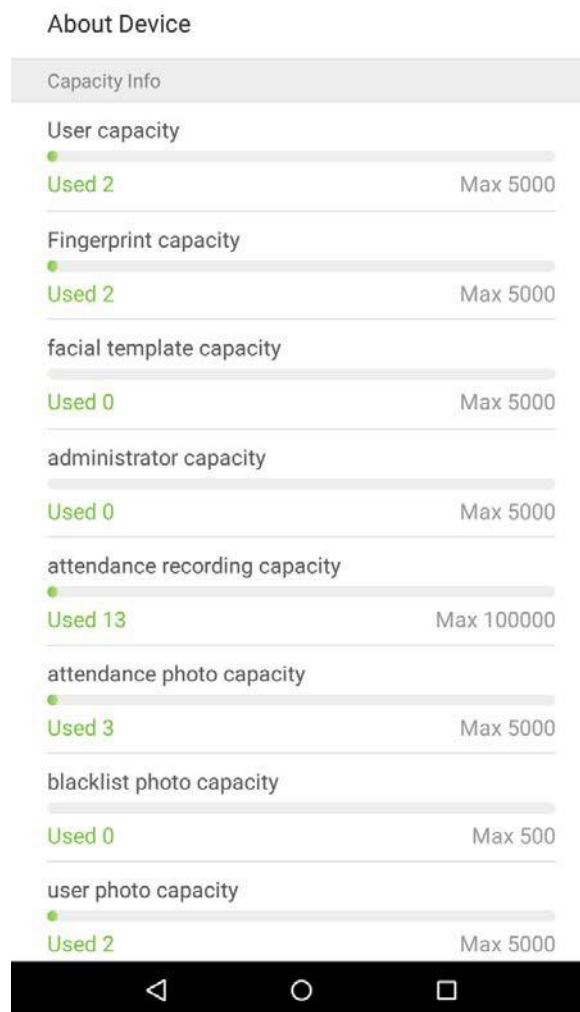 About Device
Capacity Info
User capacity
Used 2 Max 5000
Fingerprint capacity
Used 2 Max 5000
facial template capacity
Used 0 Max 5000
administrator capacity
Used 0 Max 5000
attendance recording capacity
Used 13 Max 100000
attendance photo capacity
Used 3 Max 5000
blacklist photo capacity
Used 0 Max 500
user photo capacity
Used 2 Max 5000